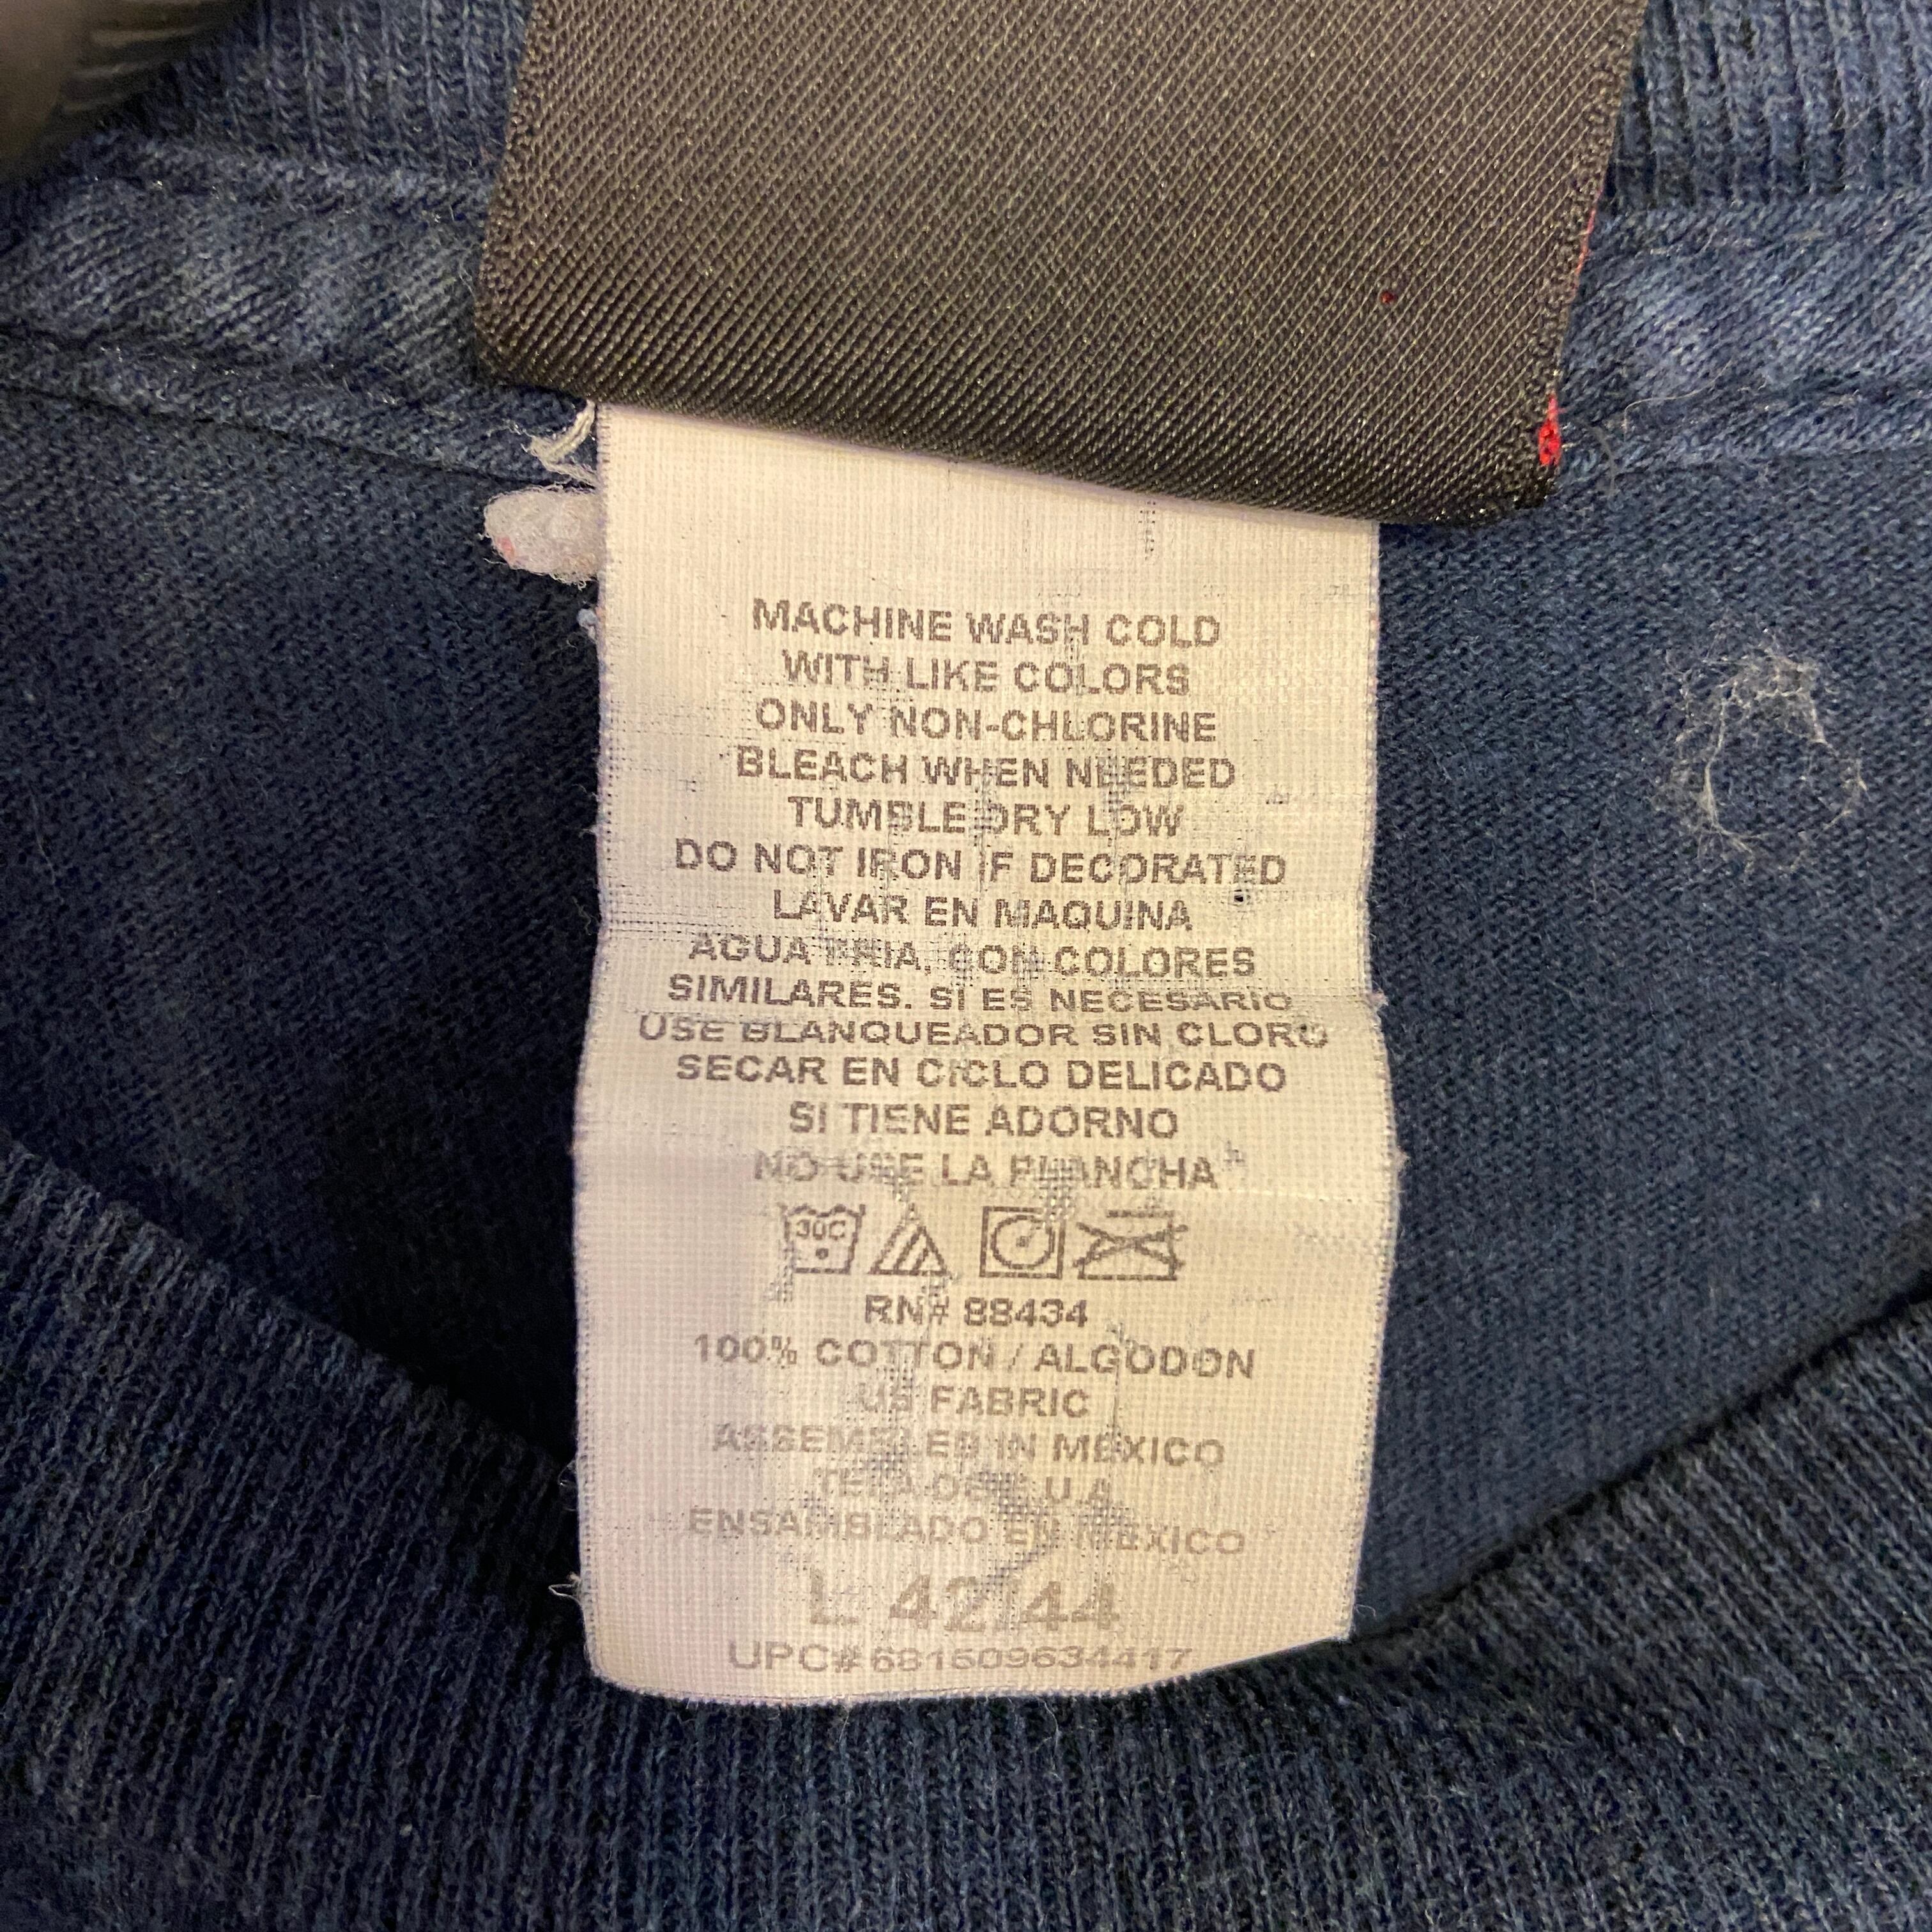 MACHINE WASH COLD
WITH LIKE COLORS
ONLY NON-CHLORINE
BLEACH WHEN NEEDED
TUMBLE DRY LOW
DO NOT IRON IF DECORATED
LAVAR EN MAQUINA
AGUA FRIA, CON COLORES
SIMILARES. SI ES NECESARIO
USE BLANQUEADOR SIN CLORO
SECAR EN CICLO DELICADO
SI TIENE ADORNO
NO USE LA PLANCHA
30C
RN# 88434
100% COTTON / ALGODON
US FABRIC
ASSEMBLED IN MEXICO
TELA DE E U A
ENSAMBLADO EN MEXICO
L 42/44
UPC# 681509634417